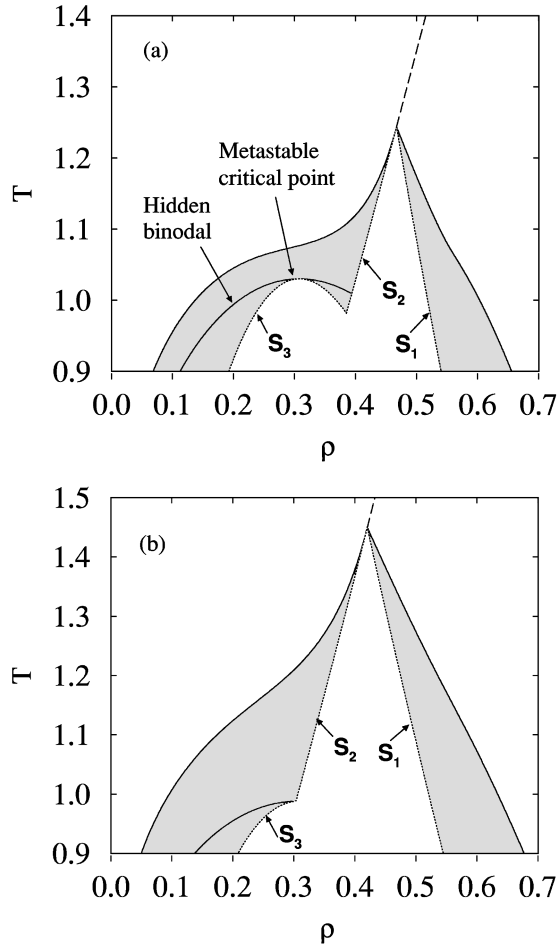 1.4
(a)
1.3
1.2
Metastable
critical point
Hidden
binodal
1.1
T
1.0
S2
S3
S1
0.9
0.0 0.1 0.2 0.3 0.4 0.5 0.6 0.7
ρ
1.5
(b)
1.4
1.3
1.2
T
S2 S1
1.1
1.0
S3
0.9
0.0 0.1 0.2 0.3 0.4 0.5 0.6 0.7
ρ